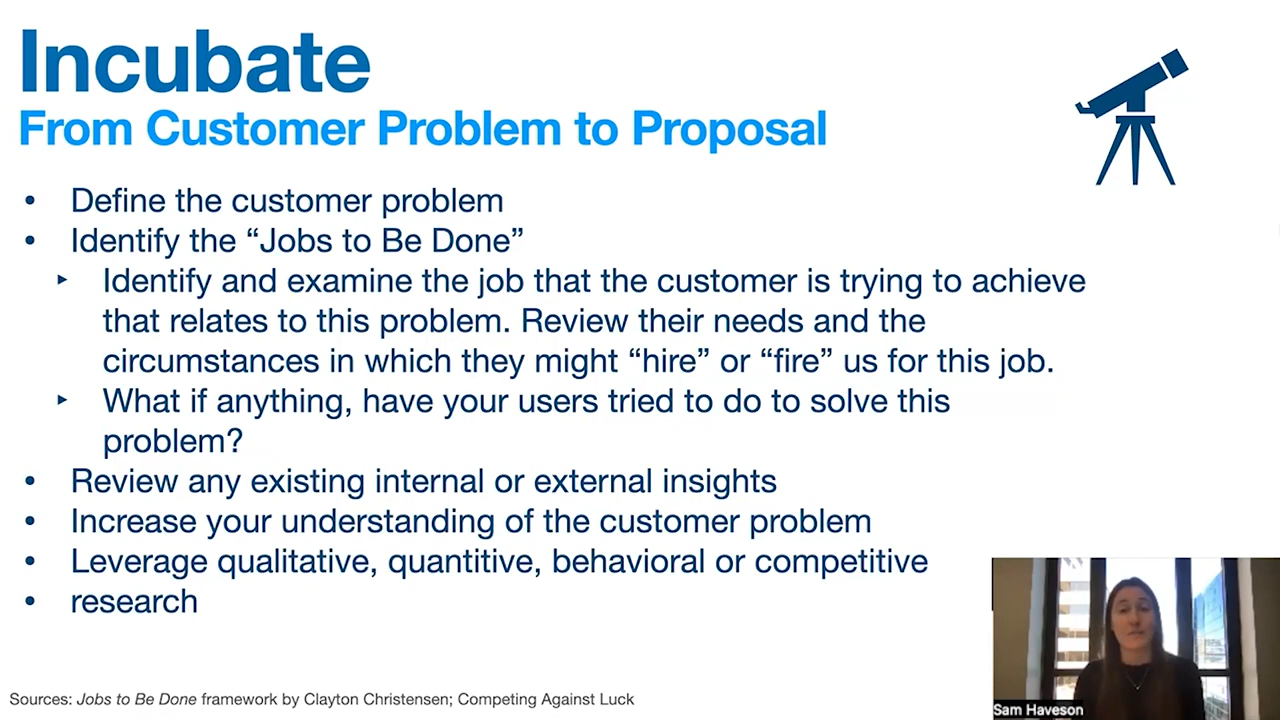 Incubate
From Customer Problem to Proposal
• Define the customer problem
• Identify the “Jobs to Be Done”
‣ Identify and examine the job that the customer is trying to achieve
that relates to this problem. Review their needs and the
circumstances in which they might “hire” or “fire” us for this job.
‣ What if anything, have your users tried to do to solve this
problem?
• Review any existing internal or external insights
• Increase your understanding of the customer problem
• Leverage qualitative, quantitive, behavioral or competitive
• research
Sources: Jobs to Be Done framework by Clayton Christensen; Competing Against Luck
Sam Haveson